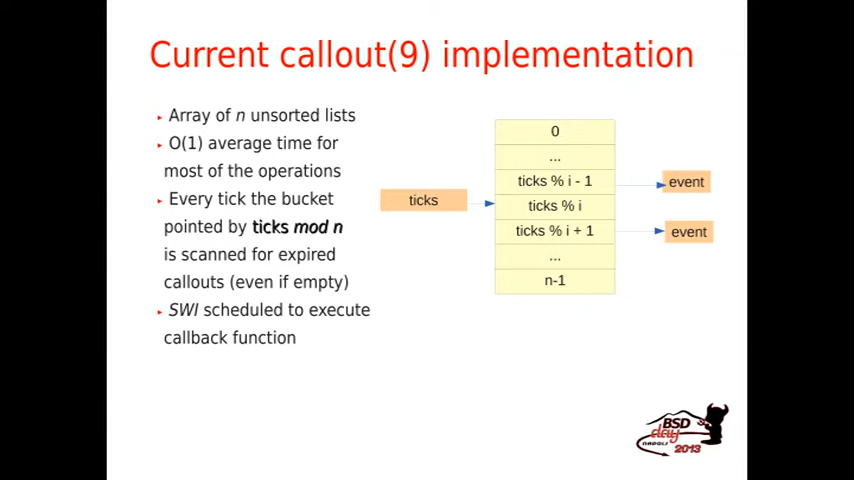 Current callout(9) implementation
▸ Array of n unsorted lists
▸ O(1) average time for
most of the operations
▸ Every tick the bucket
pointed by ticks mod n
is scanned for expired
callouts (even if empty)
▸ SWI scheduled to execute
callback function
ticks
0
...
ticks % i - 1
ticks % i
ticks % i + 1
...
n-1
event
event
BSD
day
NAPOLI
2013